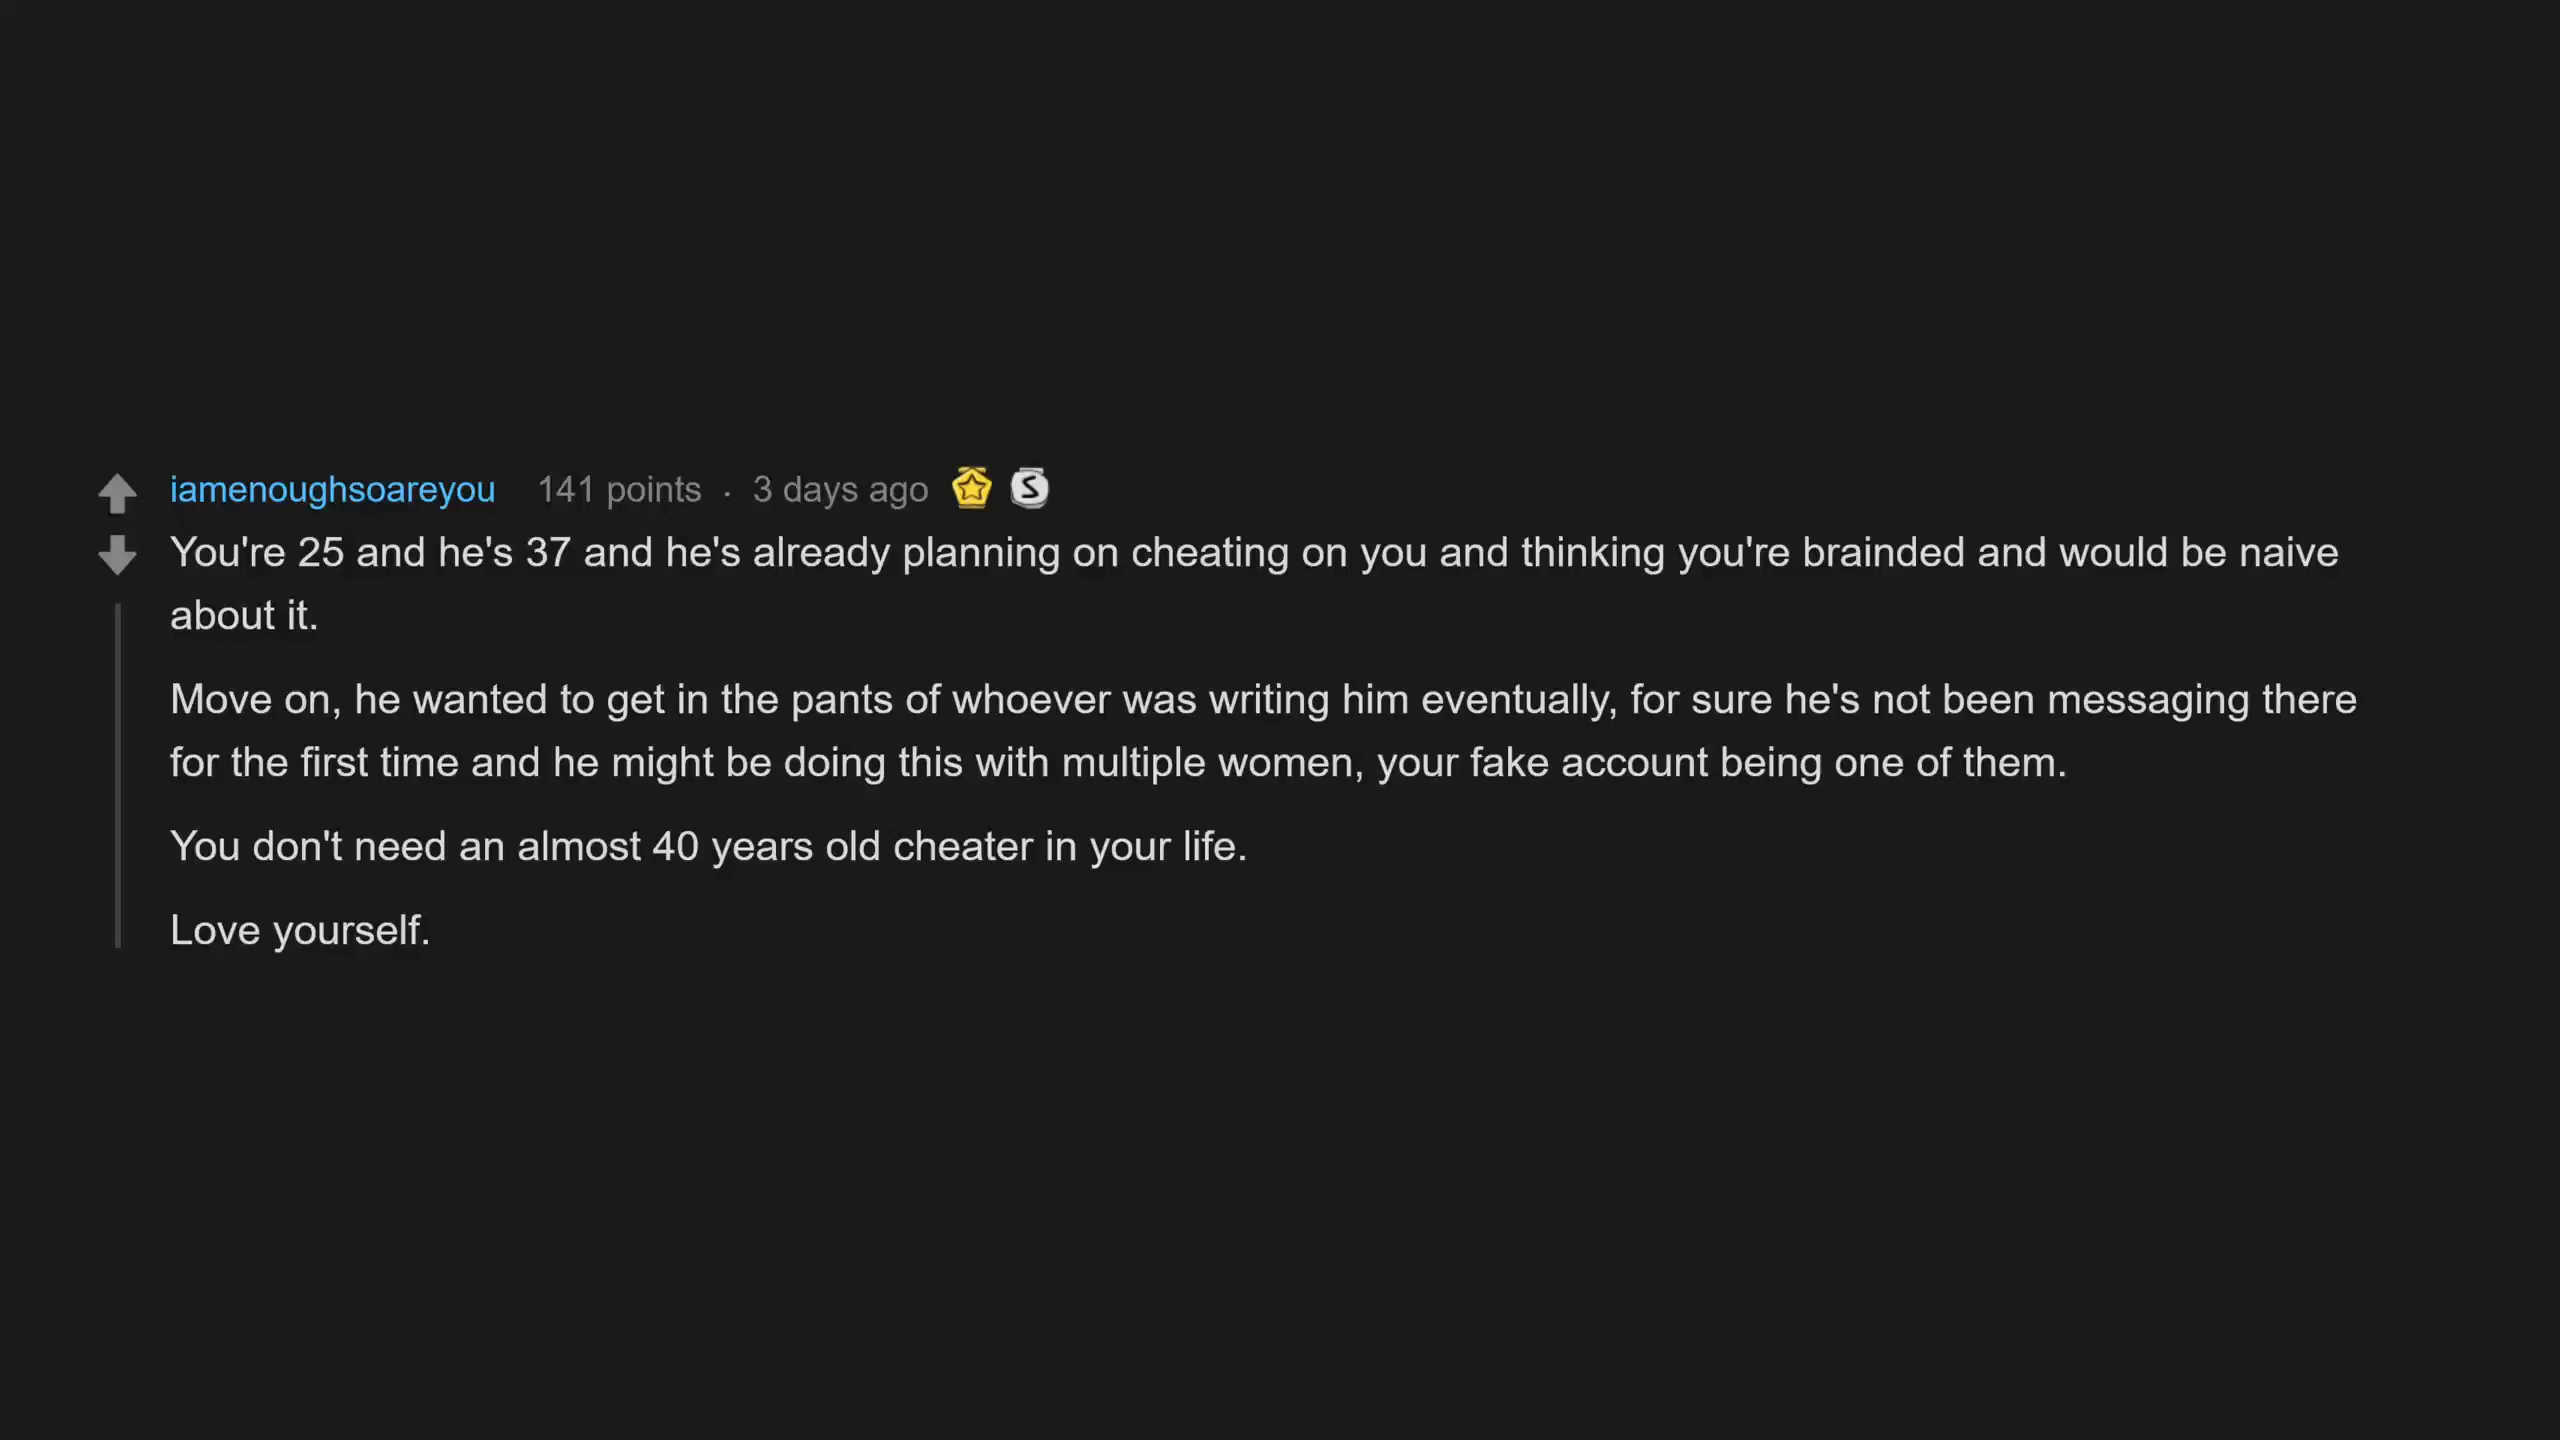 iamenoughsoareyou 141 points · 3 days ago
You're 25 and he's 37 and he's already planning on cheating on you and thinking you're brainded and would be naive
about it.
Move on, he wanted to get in the pants of whoever was writing him eventually, for sure he's not been messaging there
for the first time and he might be doing this with multiple women, your fake account being one of them.
You don't need an almost 40 years old cheater in your life.
Love yourself.